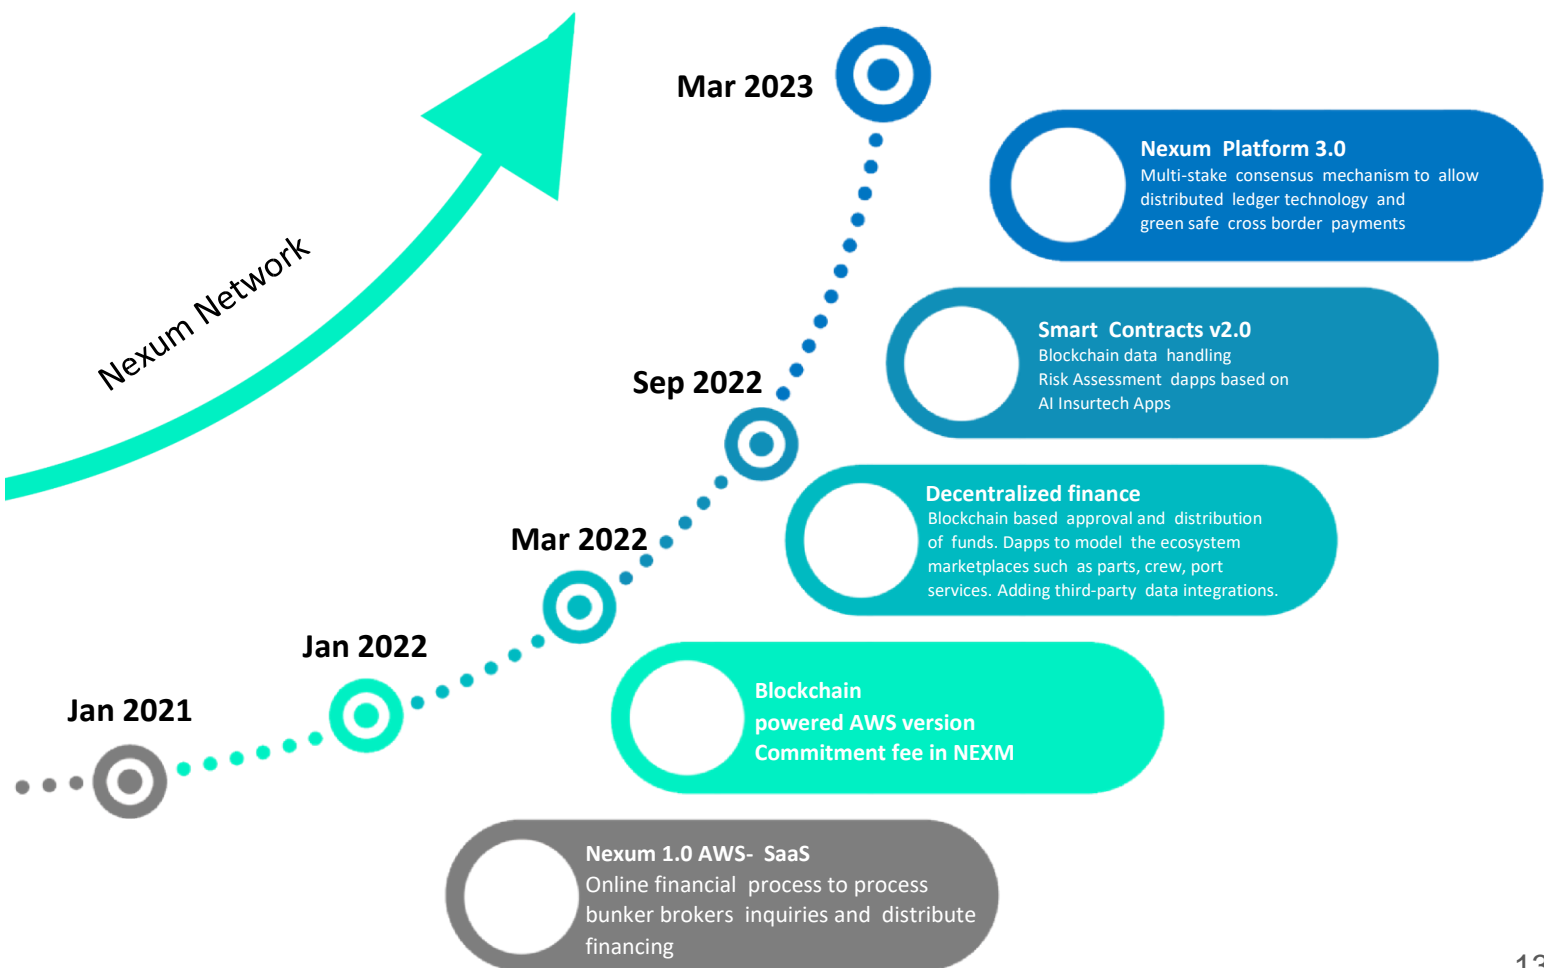 Mar 2023
Nexum Platform 3.0
Multi-stake consensus mechanism to allow
distributed ledger technology and
green safe cross border payments
Nexum Network
Smart Contracts v2.0
Blockchain data handling
Risk Assessment dapps based on
AI Insurtech Apps
Sep 2022
Decentralized finance
Blockchain based approval and distribution
of funds. Dapps to model the ecosystem
marketplaces such as parts, crew, port
services. Adding third-party data integrations.
Mar 2022
Jan 2022
Blockchain
powered AWS version
Commitment fee in NEXM
Jan 2021
Nexum 1.0 AWS- SaaS
Online financial process to process
bunker brokers inquiries and distribute
financing